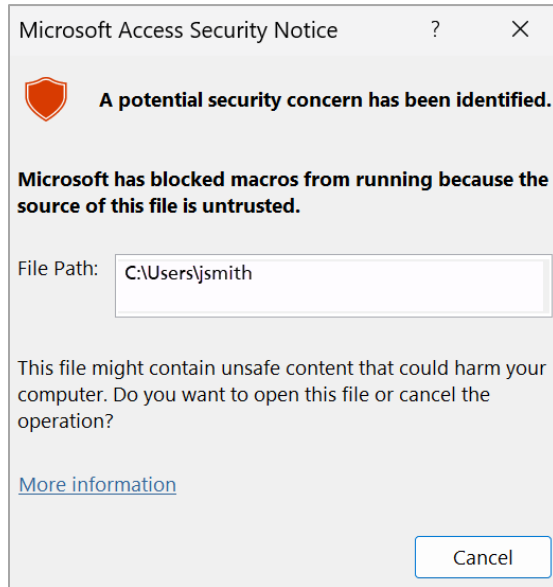 Microsoft Access Security Notice ?
A potential security concern has been identified.
Microsoft has blocked macros from running because the
source of this file is untrusted.
File Path: C:\Users\jsmith
This file might contain unsafe content that could harm your
computer. Do you want to open this file or cancel the
operation?
More information
Cancel